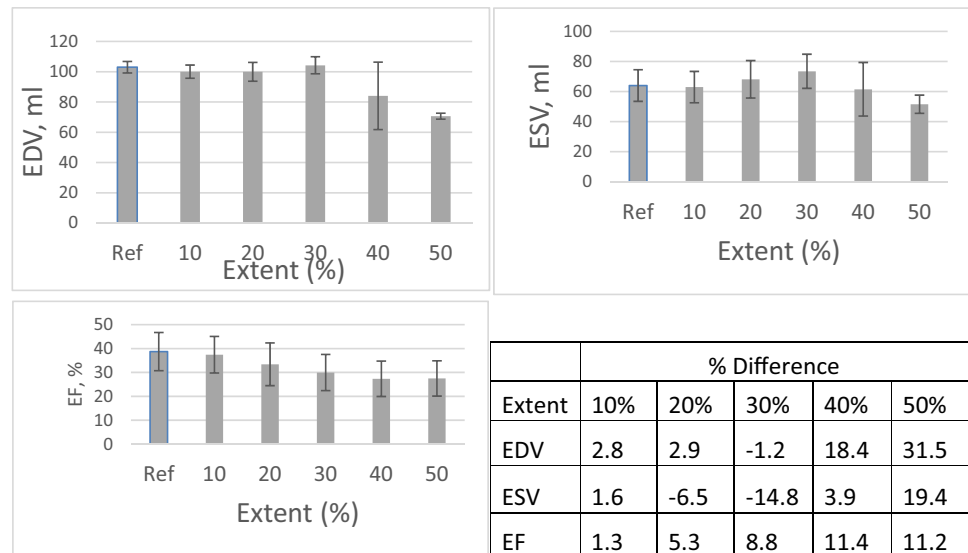 120
100
80
60
40
20
0
EDV, ml
Ref 10 20 30 40 50
Extent (%)
100
80
60
40
20
0
ESV, ml
Ref 10 20 30 40 50
Extent (%)
50
40
30
20
10
0
EF, %
Ref 10 20 30 40 50
Extent (%)
% Difference
Extent 10% 20% 30% 40% 50%
EDV 2.8 2.9 -1.2 18.4 31.5
ESV 1.6 -6.5 -14.8 3.9 19.4
EF 1.3 5.3 8.8 11.4 11.2